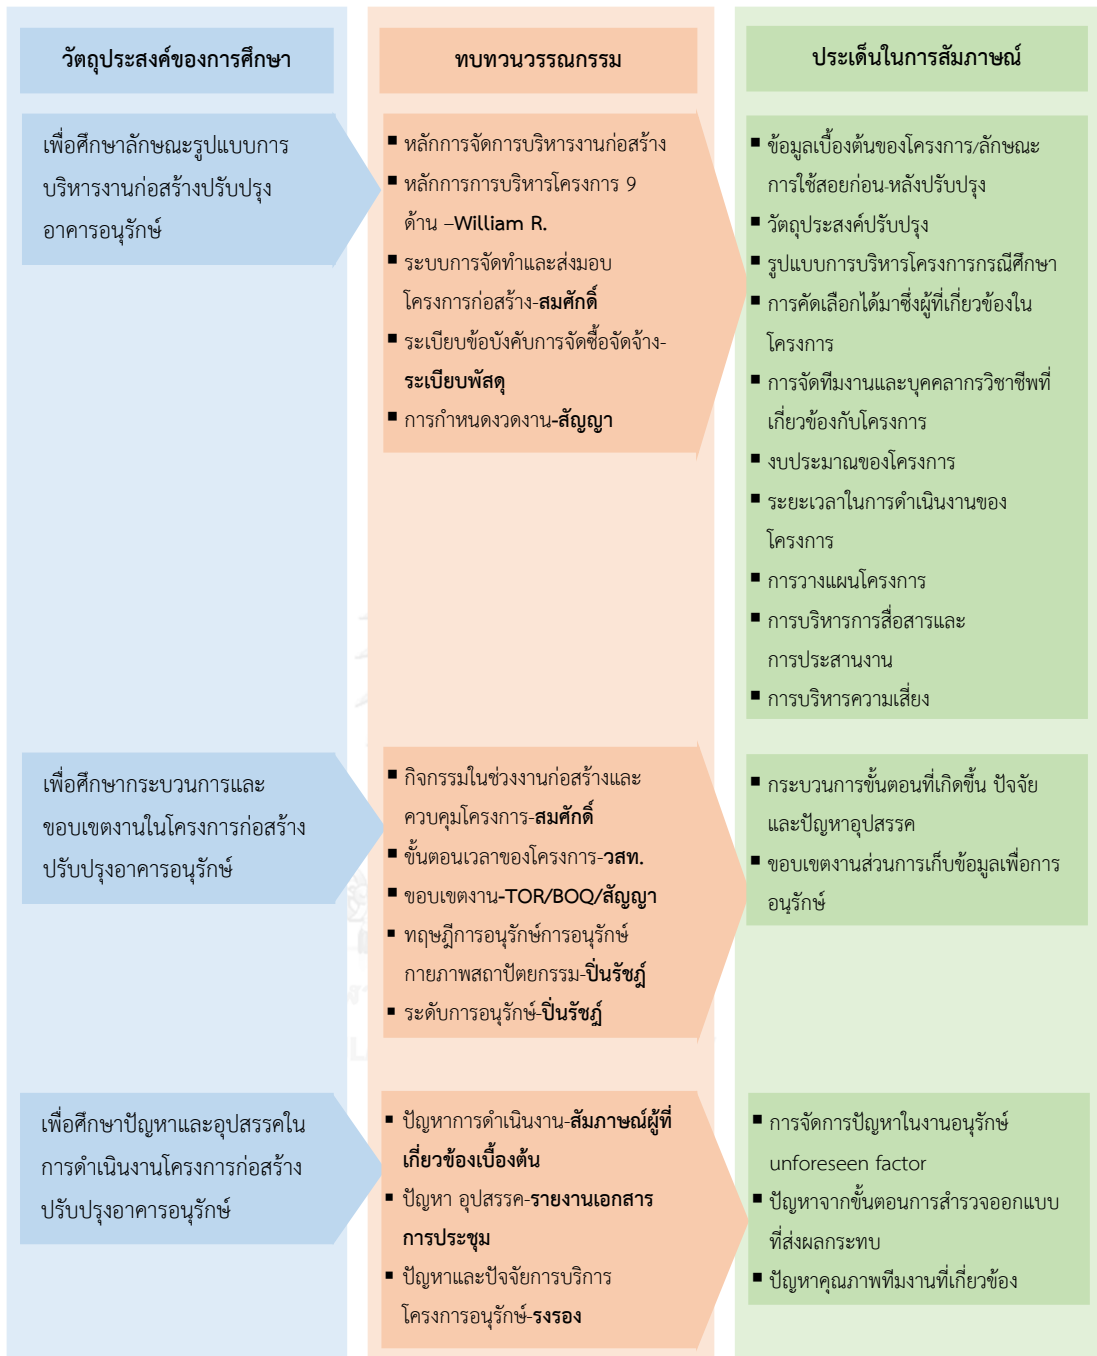 วัตถุประสงค์ของการศึกษา
ทบทวนวรรณกรรม
ประเด็นในการสัมภาษณ์
เพื่อศึกษาลักษณะรูปแบบการ
บริหารงานก่อสร้างปรับปรุง
อาคารอนุรักษ์
■ หลักการจัดการบริหารงานก่อสร้าง
■ หลักการการบริหารโครงการ 9
ด้าน –William R.
■ ระบบการจัดทำและส่งมอบ
โครงการก่อสร้าง-สมศักดิ์
■ ระเบียบข้อบังคับการจัดซื้อจัดจ้าง-
ระเบียบพัสดุ
■ การกำหนดงวดงาน-สัญญา
■ ข้อมูลเบื้องต้นของโครงการ/ลักษณะ
การใช้สอยก่อน-หลังปรับปรุง
■ วัตถุประสงค์ปรับปรุง
■ รูปแบบการบริหารโครงการกรณีศึกษา
■ การคัดเลือกได้มาซึ่งผู้ที่เกี่ยวข้องใน
โครงการ
■ การจัดทีมงานและบุคคลากรวิชาชีพที่
เกี่ยวข้องกับโครงการ
■ งบประมาณของโครงการ
■ ระยะเวลาในการดำเนินงานของ
โครงการ
■ การวางแผนโครงการ
■ การบริหารการสื่อสารและ
การประสานงาน
■ การบริหารความเสี่ยง
เพื่อศึกษากระบวนการและ
ขอบเขตงานในโครงการก่อสร้าง
ปรับปรุงอาคารอนุรักษ์
■ กิจกรรมในช่วงงานก่อสร้างและ
ควบคุมโครงการ-สมศักดิ์
■ ขั้นตอนเวลาของโครงการ-วสท.
■ ขอบเขตงาน-TOR/BOQ/สัญญา
■ ทฤษฎีการอนุรักษ์การอนุรักษ์
กายภาพสถาปัตยกรรม-ปิ่นรัชฎ์
■ ระดับการอนุรักษ์-ปิ่นรัชฎ์
■ กระบวนการขั้นตอนที่เกิดขึ้น ปัจจัย
และปัญหาอุปสรรค
■ ขอบเขตงานส่วนการเก็บข้อมูลเพื่อการ
อนุรักษ์
เพื่อศึกษาปัญหาและอุปสรรคใน
การดำเนินงานโครงการก่อสร้าง
ปรับปรุงอาคารอนุรักษ์
■ ปัญหาการดำเนินงาน-สัมภาษณ์ผู้ที่
เกี่ยวข้องเบื้องต้น
■ ปัญหา อุปสรรค-รายงานเอกสาร
การประชุม
■ ปัญหาและปัจจัยการบริการ
โครงการอนุรักษ์-รงรอง
■ การจัดการปัญหาในงานอนุรักษ์
unforeseen factor
■ ปัญหาจากขั้นตอนการสำรวจออกแบบ
ที่ส่งผลกระทบ
■ ปัญหาคุณภาพทีมงานที่เกี่ยวข้อง